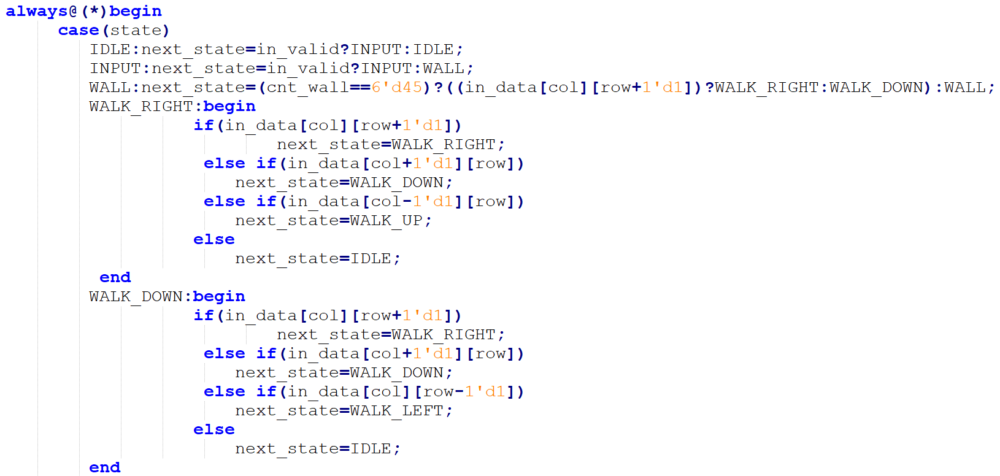 always@(*)begin
case(state)
IDLE:next_state=in_valid?INPUT:IDLE;
INPUT:next_state=in_valid?INPUT:WALL;
WALL:next_state=(cnt_wall==6'd45)?((in_data[col][row+1'd1])?WALK_RIGHT:WALK_DOWN):WALL;
WALK_RIGHT:begin
if(in_data[col][row+1'd1])
next_state=WALK_RIGHT;
else if(in_data[col+1'd1][row])
next_state=WALK_DOWN;
else if(in_data[col-1'd1][row])
next_state=WALK_UP;
else
next_state=IDLE;
end
WALK_DOWN:begin
if(in_data[col][row+1'd1])
next_state=WALK_RIGHT;
else if(in_data[col+1'd1][row])
next_state=WALK_DOWN;
else if(in_data[col][row-1'd1])
next_state=WALK_LEFT;
else
next_state=IDLE;
end